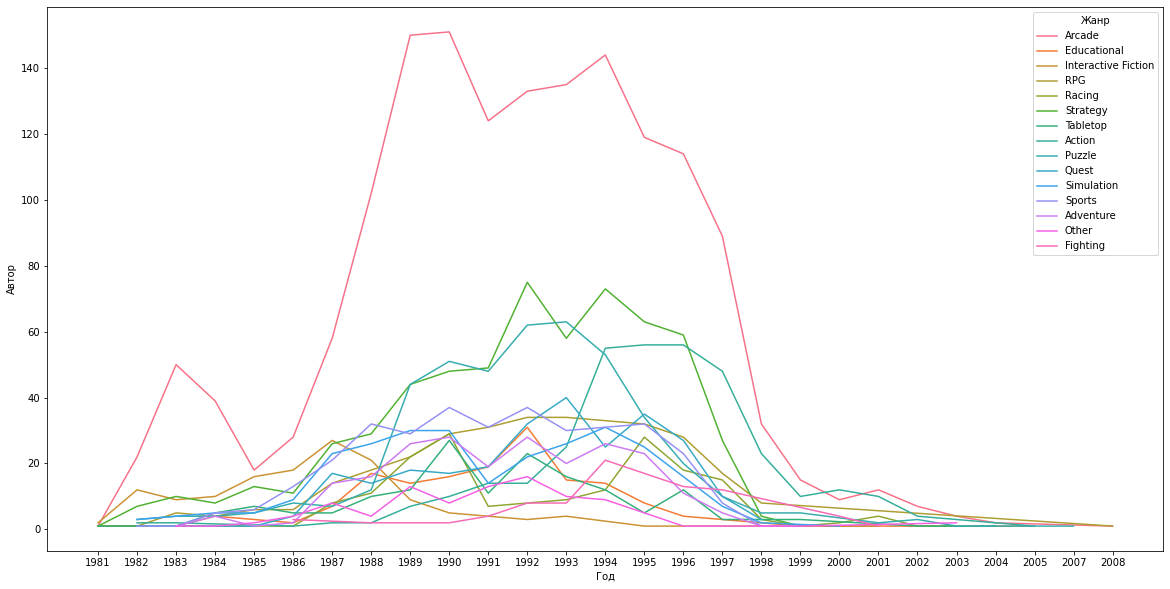 Жанр
Arcade
Educational
Interactive Fiction
RPG
Racing
Strategy
Tabletop
Action
Puzzle
Quest
Simulation
Sports
Adventure
Other
Fighting
140
120
100
80
60
40
20
0
Автор
1981 1982 1983 1984 1985 1986 1987 1988 1989 1990 1991 1992 1993 1994 1995 1996 1997 1998 1999 2000 2001 2002 2003 2004 2005 2007 2008
Год